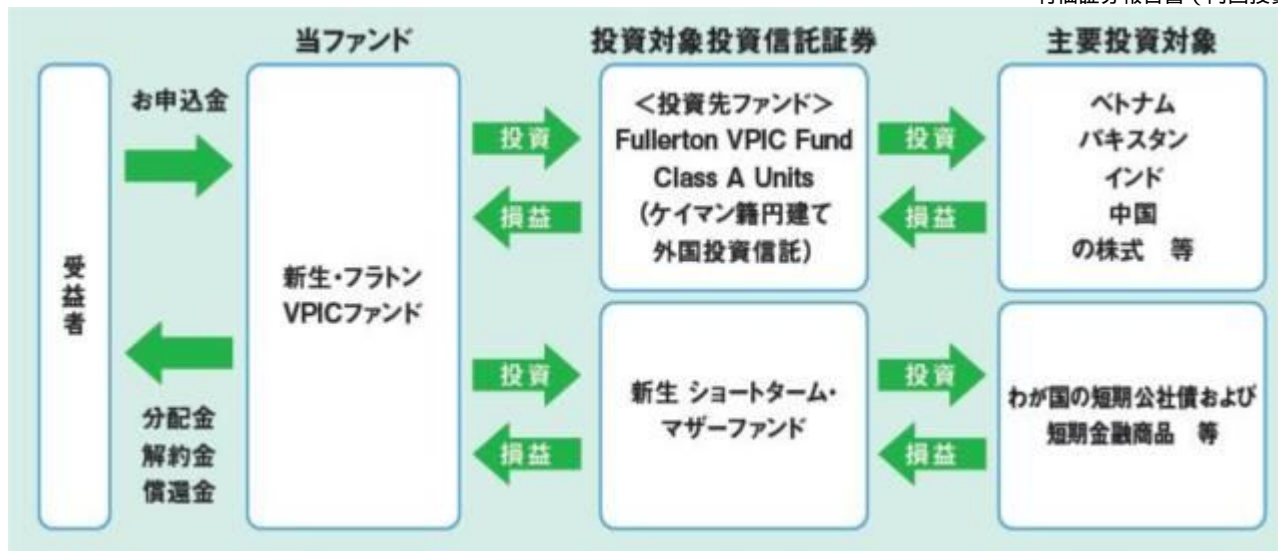 当ファンド
投資対象投資信託証券
主要投資対象
受益者
お申込金
分配金
解約金
償還金
新生・フラトン
VPICファンド
投資
損益
<投資先ファンド>
Fullerton VPIC Fund
Class A Units
(ケイマン籍円建て
外国投資信託)
投資
損益
ベトナム
パキスタン
インド
中国
の株式 等
投資
損益
新生 ショートターム・
マザーファンド
投資
損益
わが国の短期公社債および
短期金融商品 等